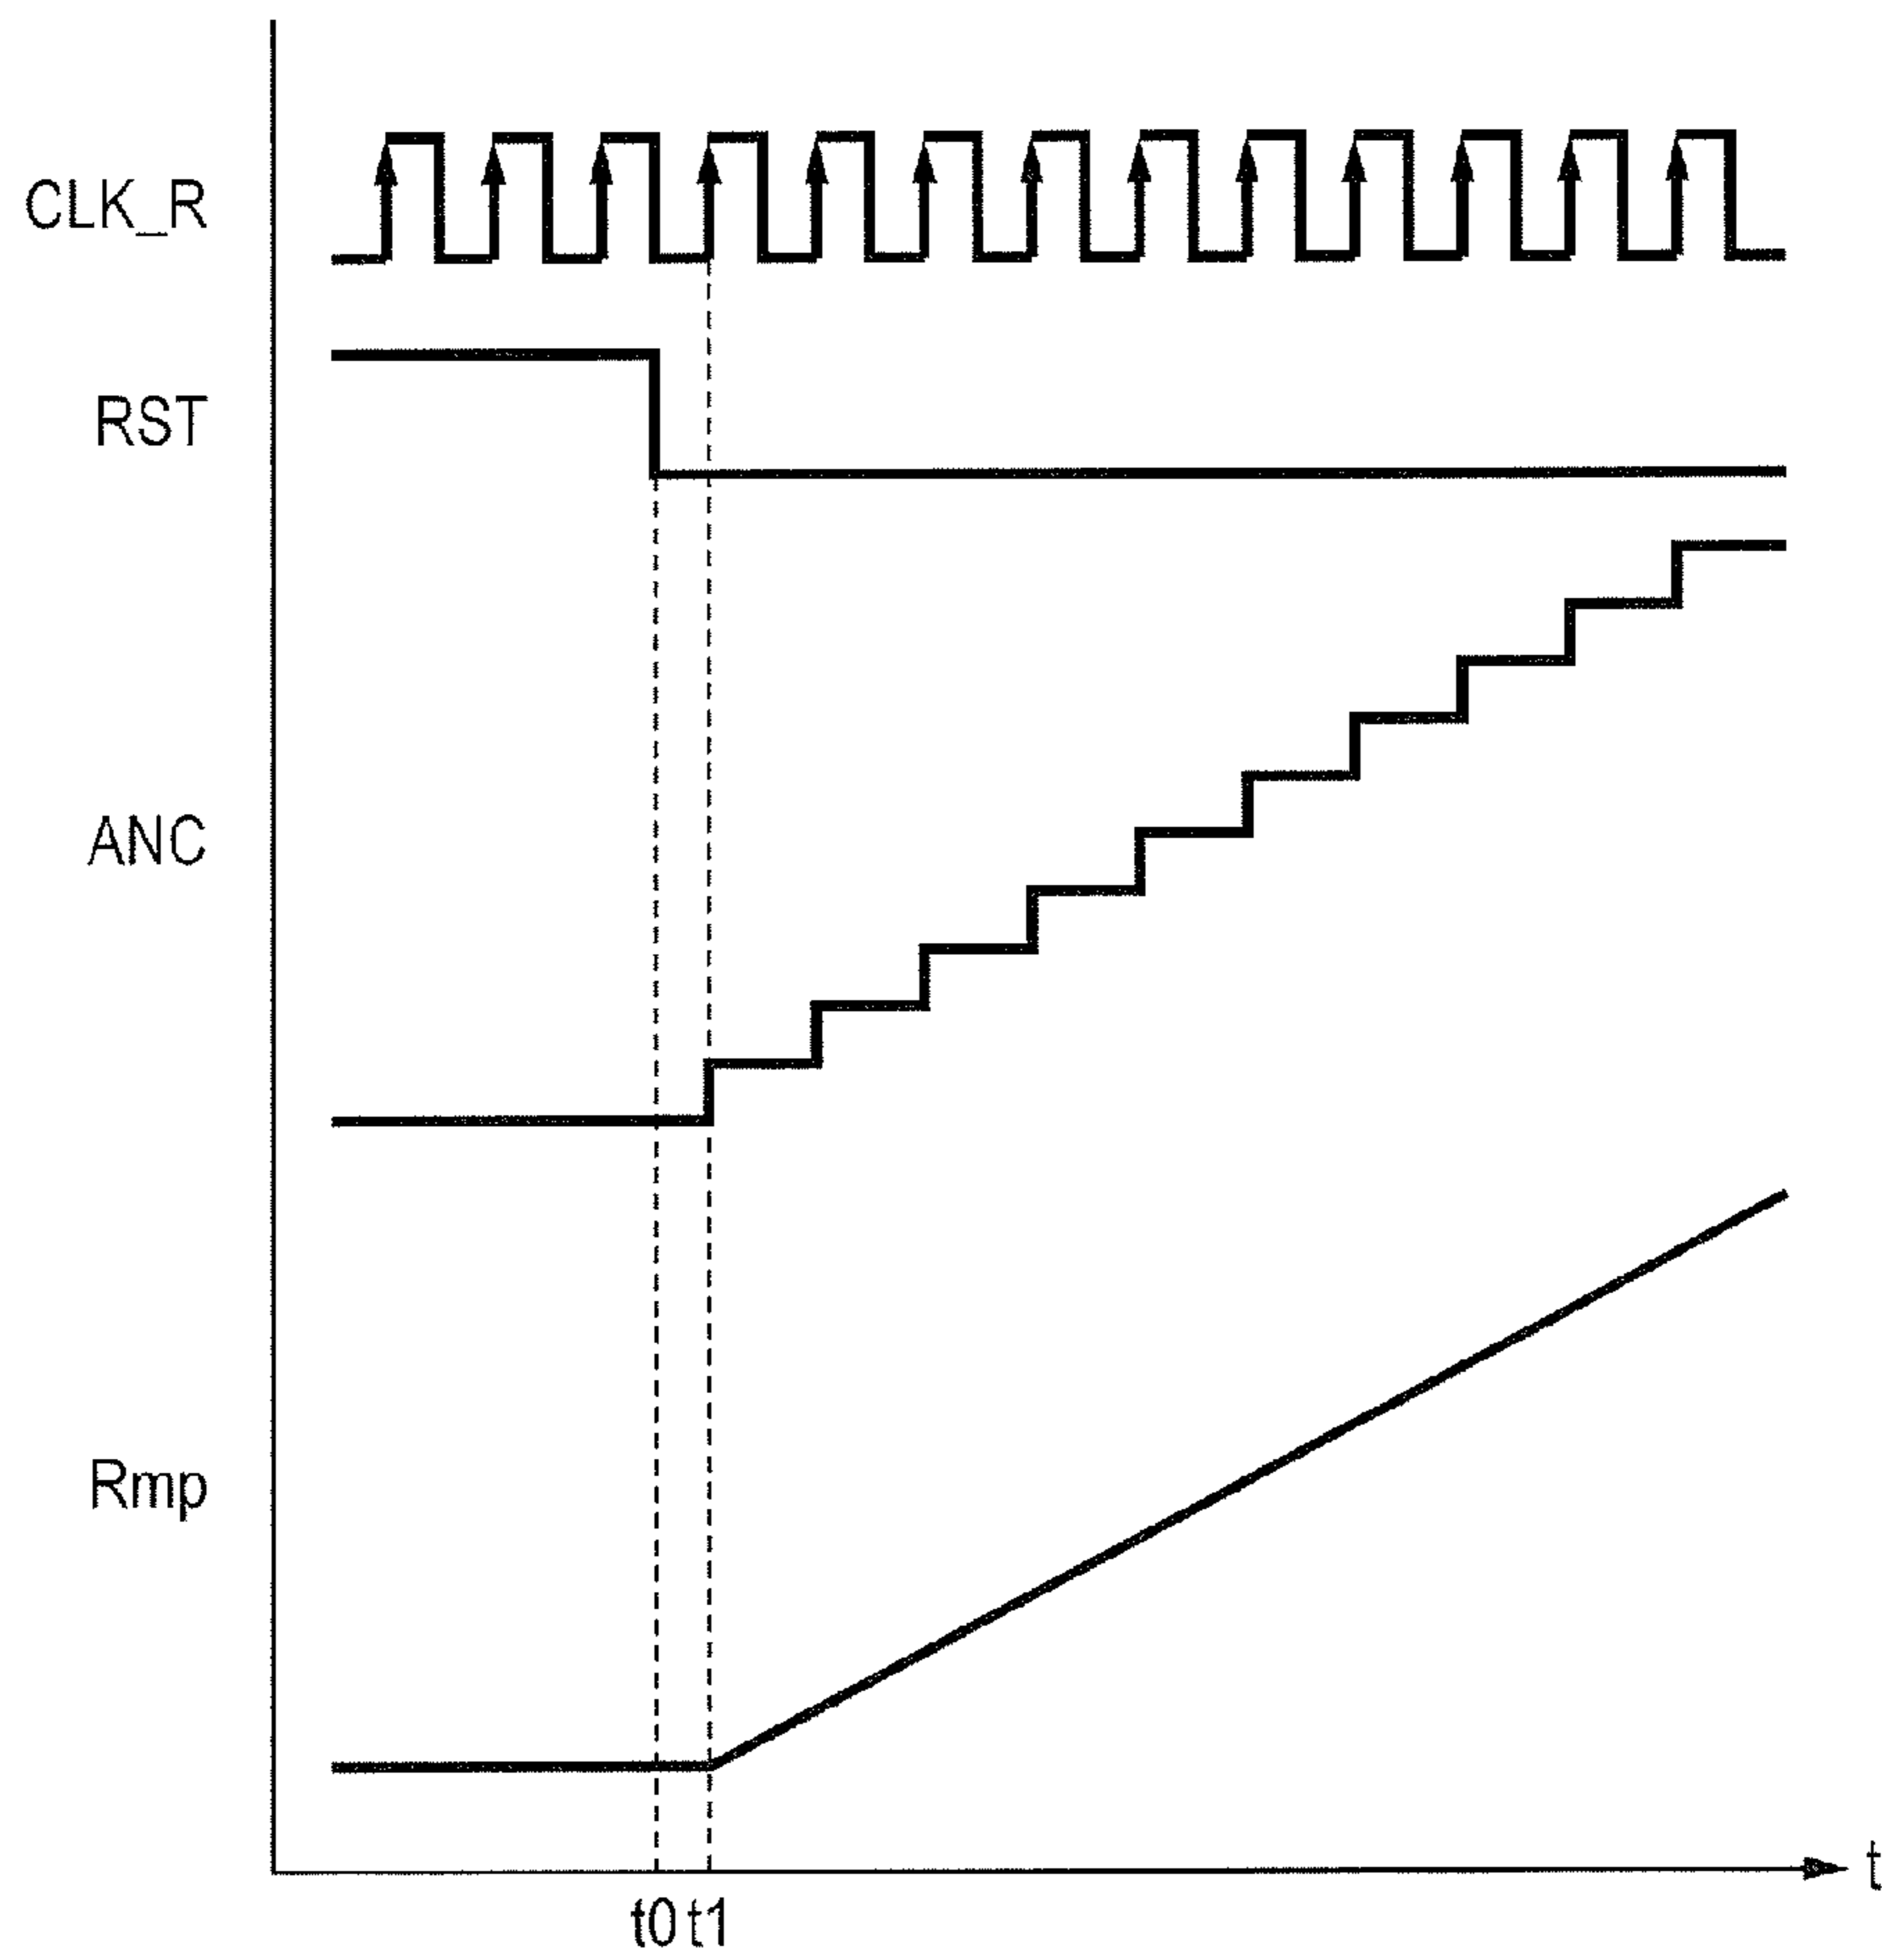 CLK_R
RST
ANC
Rmp
t
t0 t1